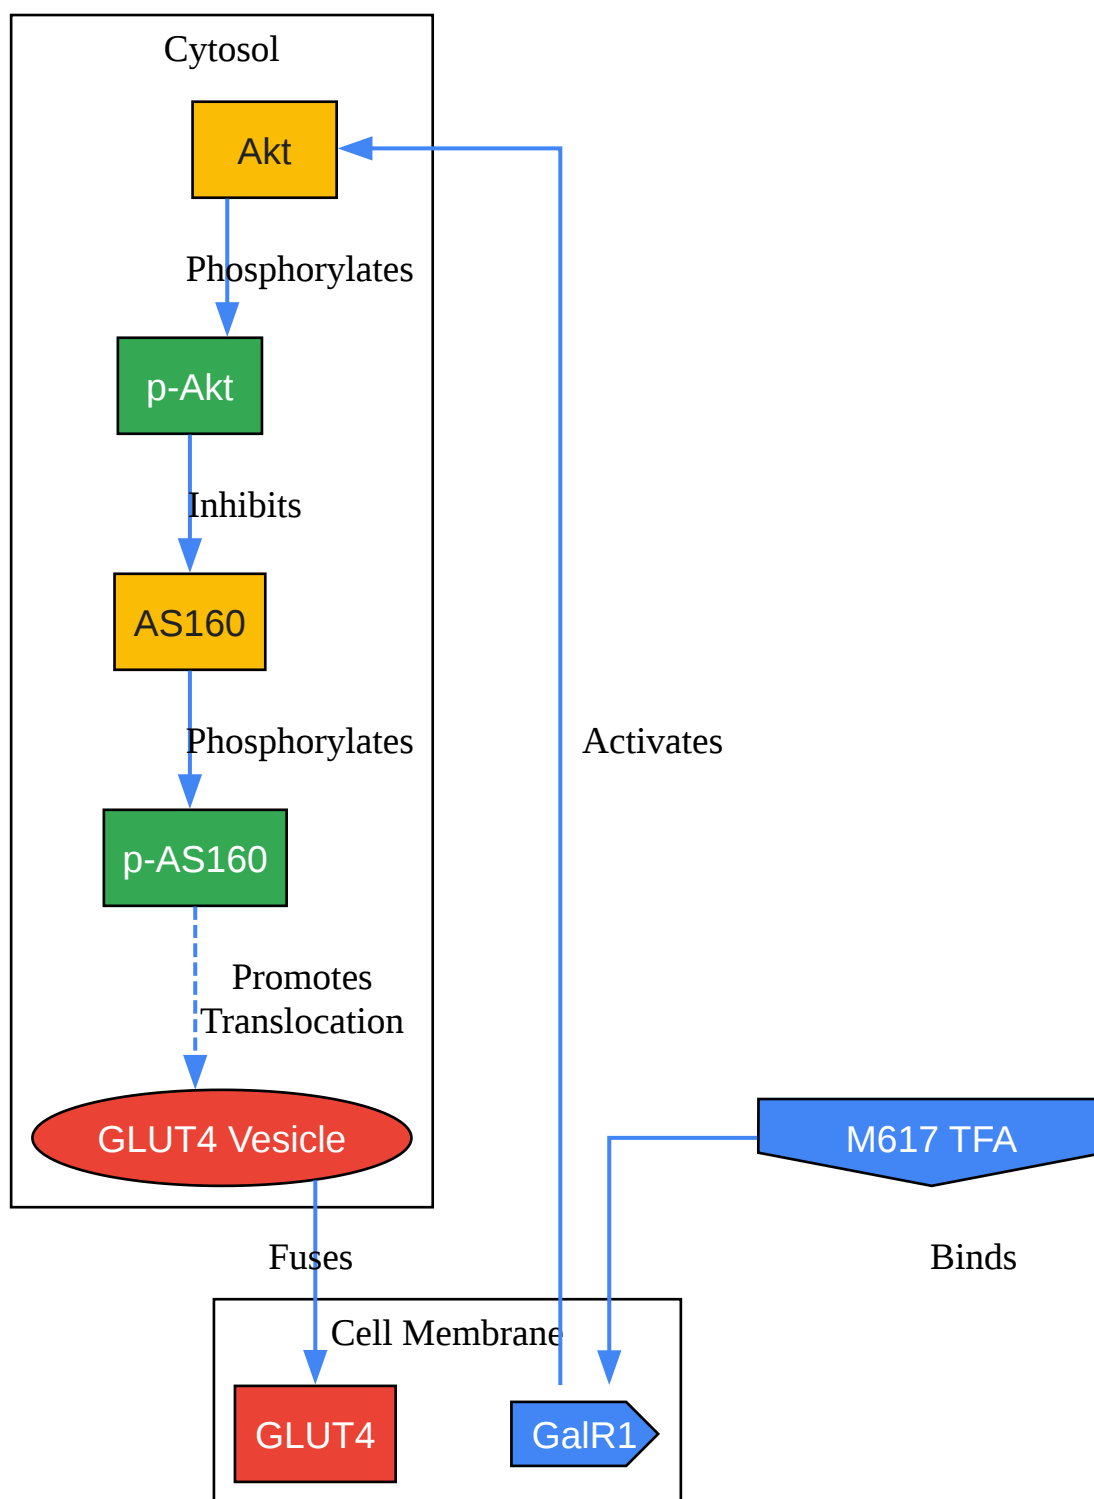 Cytosol
Akt
Phosphorylates
p-Akt
Inhibits
AS160
Phosphorylates
Activates
p-AS160
Promotes
Translocation
GLUT4 Vesicle
M617 TFA
Fuses
Binds
Cell Membrane
GLUT4
GalR1